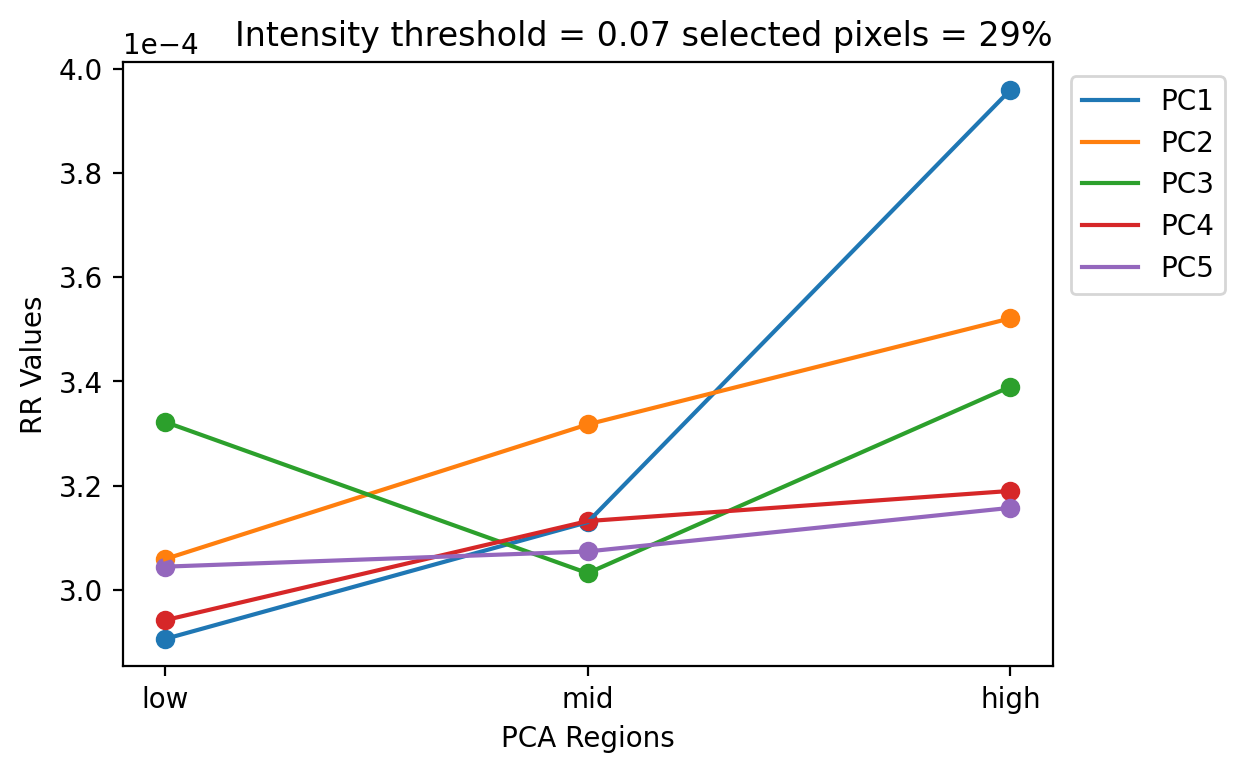 Intensity threshold = 0.07 selected pixels = 29%
1e−4
4.0
3.8
3.6
3.4
3.2
3.0
RR Values
low mid high
PCA Regions
PC1
PC2
PC3
PC4
PC5